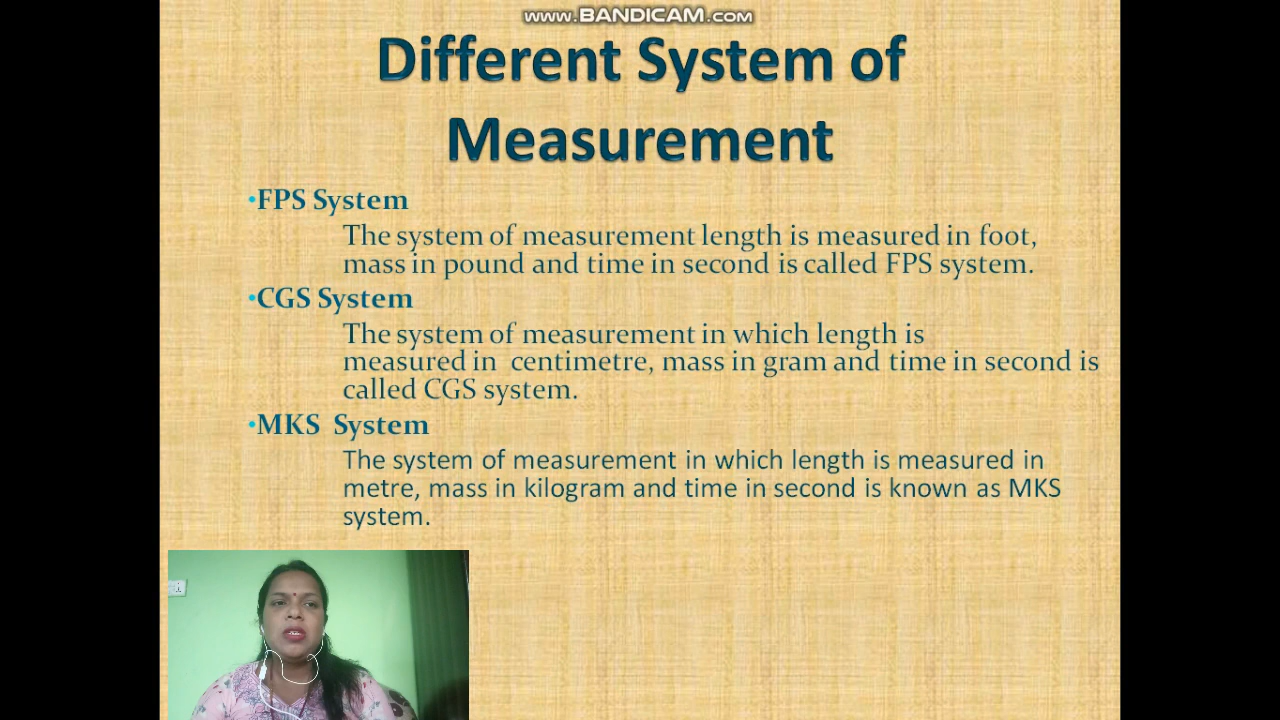 www.BANDICAM.com
Different System of
Measurement
•FPS System
The system of measurement length is measured in foot,
mass in pound and time in second is called FPS system.
•CGS System
The system of measurement in which length is
measured in  centimetre, mass in gram and time in second is
called CGS system.
•MKS  System
The system of measurement in which length is measured in
metre, mass in kilogram and time in second is known as MKS
system.